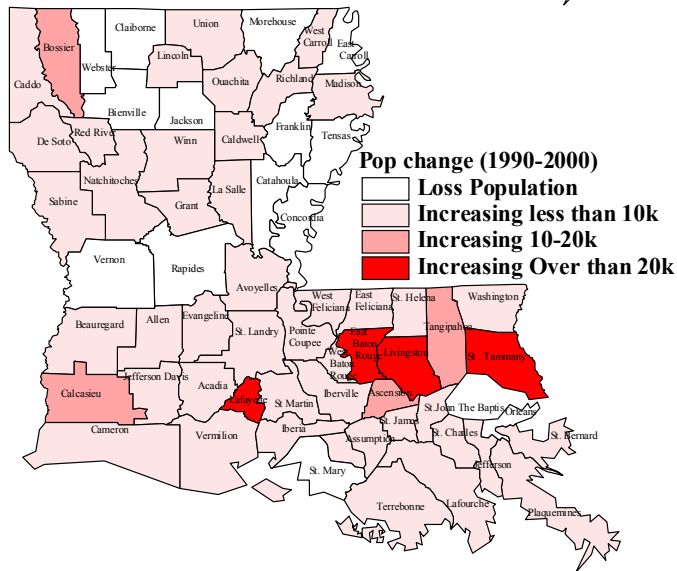 Claiborne
Union
Morehouse
West
Carroll
East
Carroll
Bossier
Webster
Lincoln
Caddo
Ouachita
Richland
Madison
Bienville
Jackson
Franklin
Tensas
De Soto
Red River
Winn
Caldwell
Natchitoches
Sabine
Grant
La Salle
Catahoula
Concordia
Pop change (1990-2000)
Loss Population
Increasing less than 10k
Increasing 10-20k
Increasing Over than 20k
Vernon
Rapides
Avoyelles
West
Feliciana
East
Feliciana
St. Helena
Washington
Beauregard
Allen
Evangeline
St. Landry
Pointe
Coupee
East
Baton
Rouge
West
Baton
Rouge
Livingston
Tangipahoa
St. Tammany
Calcasieu
Jefferson Davis
Acadia
Lafayette
St Martin
Iberville
Ascension
St.John The Baptis
Orleans
Cameron
Vermilion
Iberia
Assumption
St. James
St. Charles
St. Bernard
St. Mary
Jefferson
Terrebonne
Lafourche
Plaquemines